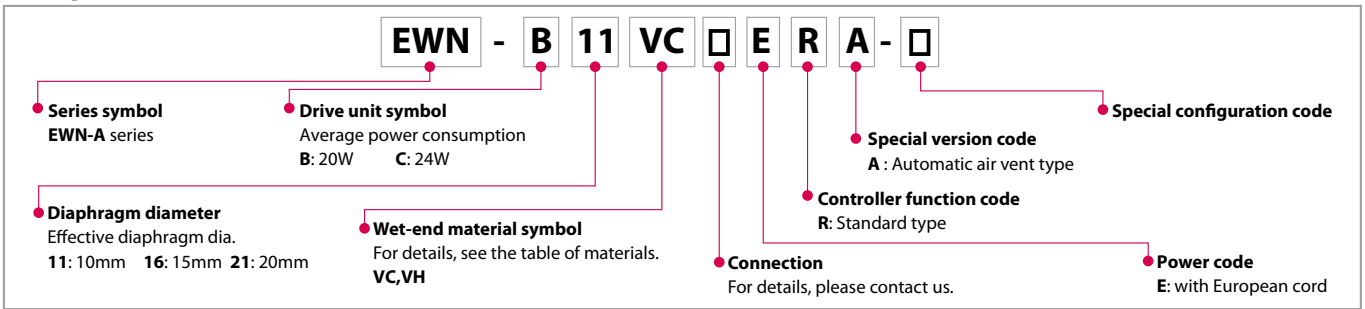 EWN - B 11 VC □ E R A - □
Series symbol
EWN-A series
Drive unit symbol
Average power consumption
B: 20W C: 24W
Special configuration code
Special version code
A : Automatic air vent type
Controller function code
R: Standard type
Diaphragm diameter
Effective diaphragm dia.
11: 10mm 16: 15mm 21: 20mm
Wet-end material symbol
For details, see the table of materials.
VC,VH
Connection
For details, please contact us.
Power code
E: with European cord